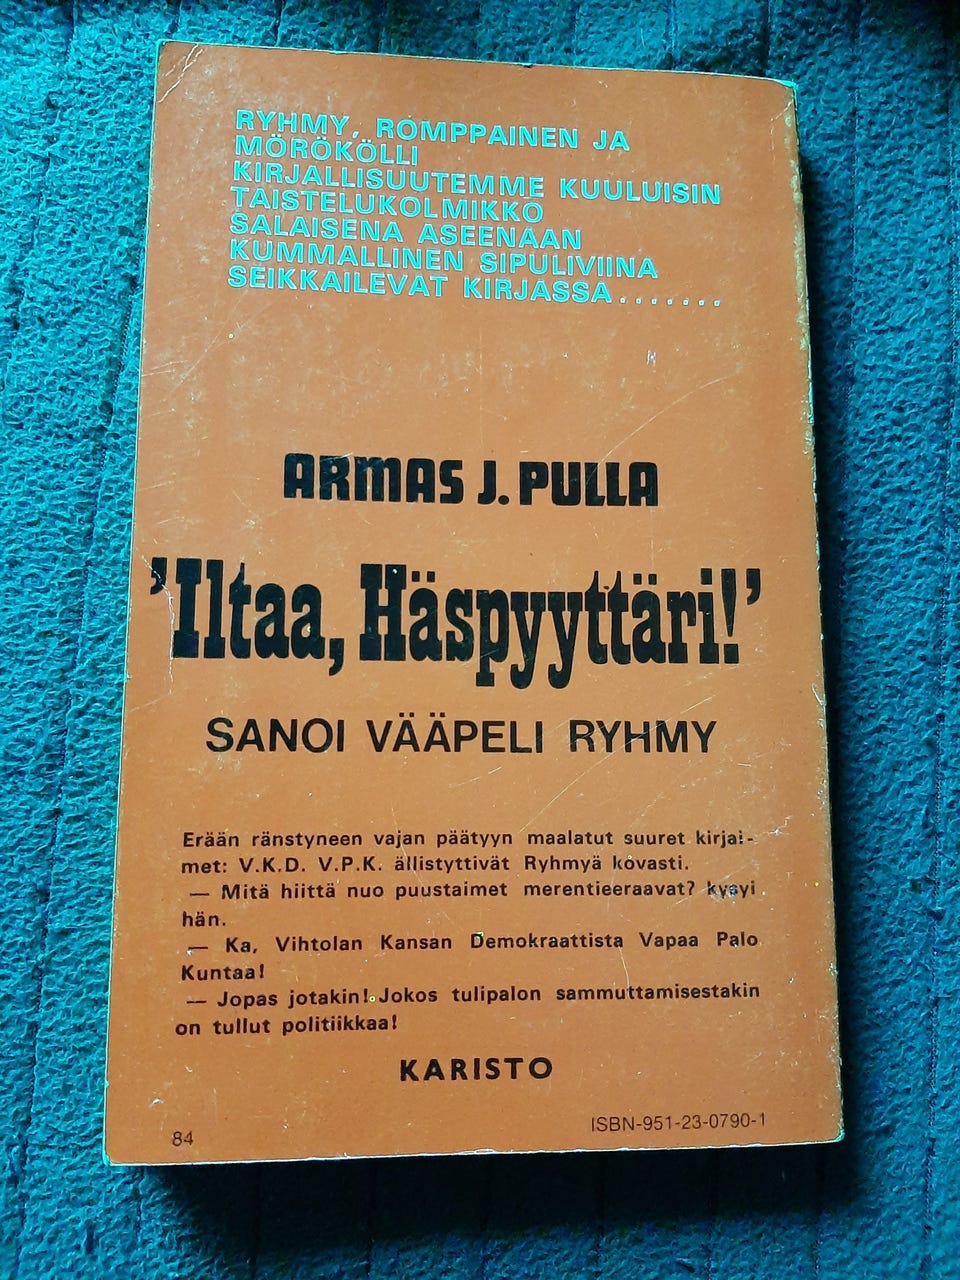 RYHMY, ROMPPAINEN JA
MÖRÖKÖLLI
KIRJALLISUUTEMME KUULUISIN
TAISTELUKOLMIKKO
SALAISENA ASEENAAN
KUMMALLINEN SIPULIVIINA
SEIKKAILEVAT KIRJASSA.......
ARMAS J. PULLA
'Iltaa, Häspyyttäri!'
SANOI VÄÄPELI RYHMY
Erään ränstyneen vajan päätyyn maalatut suuret kirjai-
met: V.K.D. V.P.K. ällistyttivät Ryhmyä kovasti.
— Mitä hiittä nuo puustaimet merentieeraavat? kysyi
hän.
— Ka, Vihtolan Kansan Demokraattista Vapaa Palo
Kuntaa!
— Jopas jotakin! Jokos tulipalon sammuttamisestakin
on tullut politiikkaa!
KARISTO
84
ISBN-951-23-0790-1